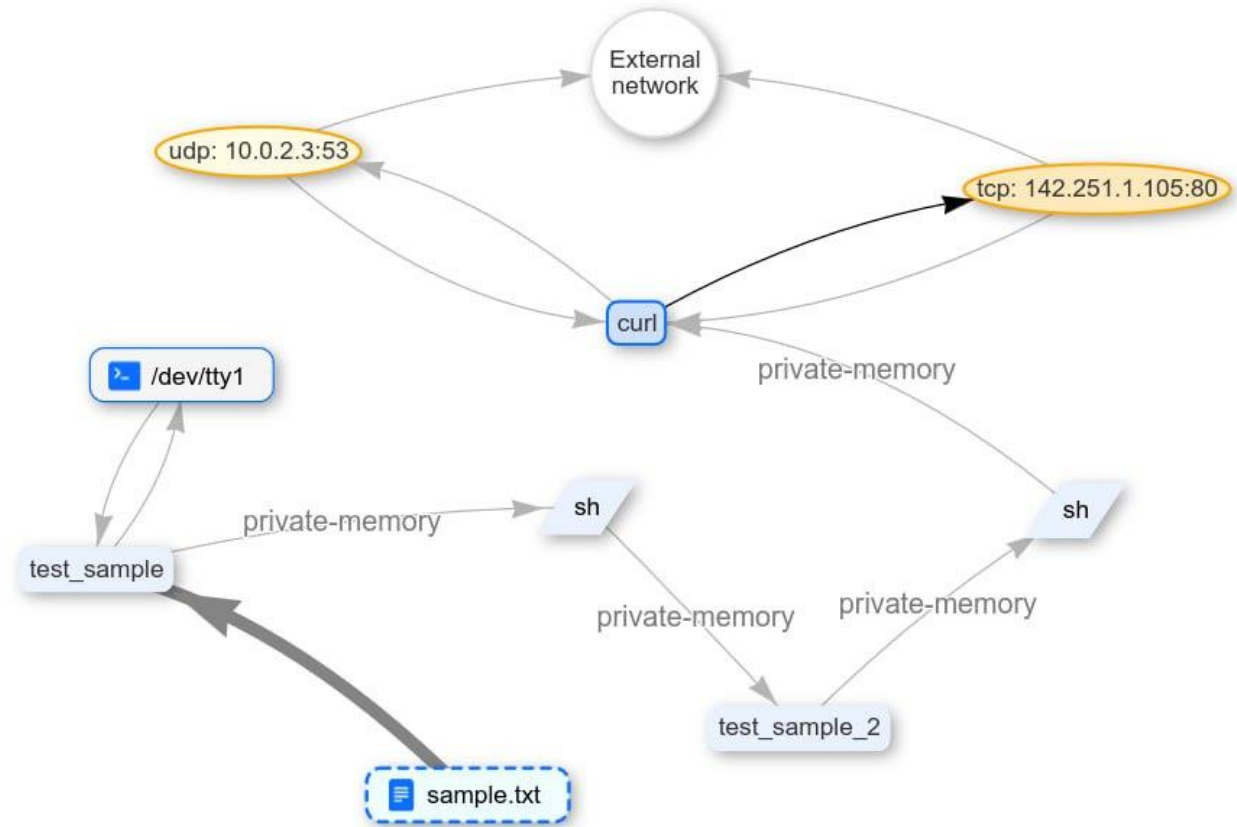 External
network
udp: 10.0.2.3:53
tcp: 142.251.1.105:80
curl
private-memory
/dev/tty1
sh
sh
private-memory
test_sample
private-memory
private-memory
test_sample_2
sample.txt